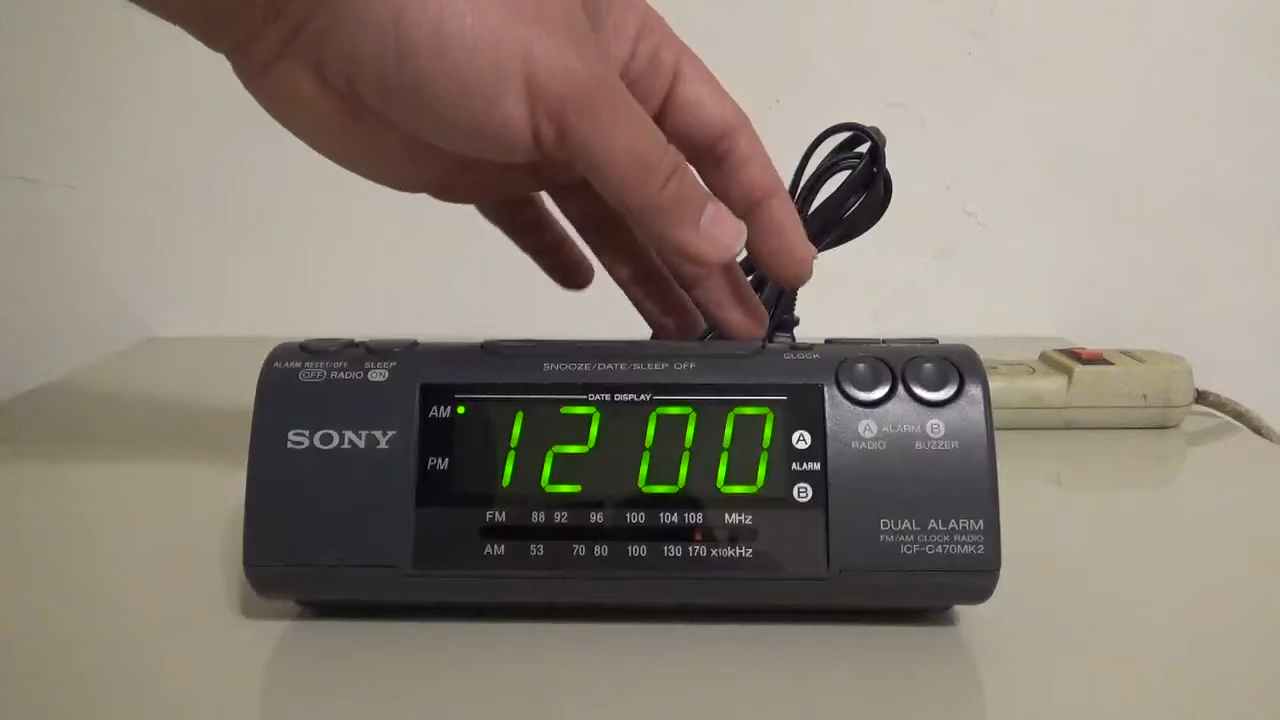 ALARM RESET/OFF SLEEP
OFF RADIO ON
SNOOZE/DATE/SLEEP OFF
CLOCK
DATE DISPLAY
AM
12 00
PM
SONY
A
ALARM
B
A ALARM B
RADIO BUZZER
FM 88 92 96 100 104 108 MHz
AM 53 70 80 100 130 170 x10kHz
DUAL ALARM
FM/AM CLOCK RADIO
ICF-C470MK2